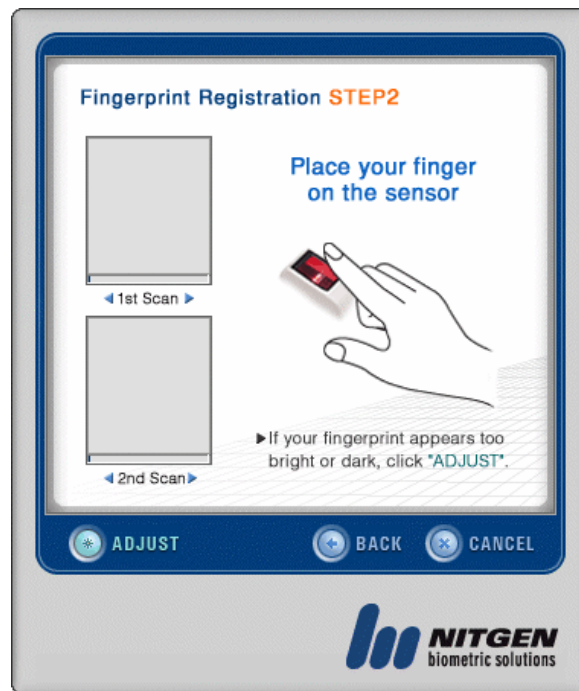 Fingerprint Registration STEP2
Place your finger
on the sensor
1st Scan
2nd Scan
If your fingerprint appears too
bright or dark, click "ADJUST".
ADJUST
BACK
CANCEL
NITGEN
biometric solutions